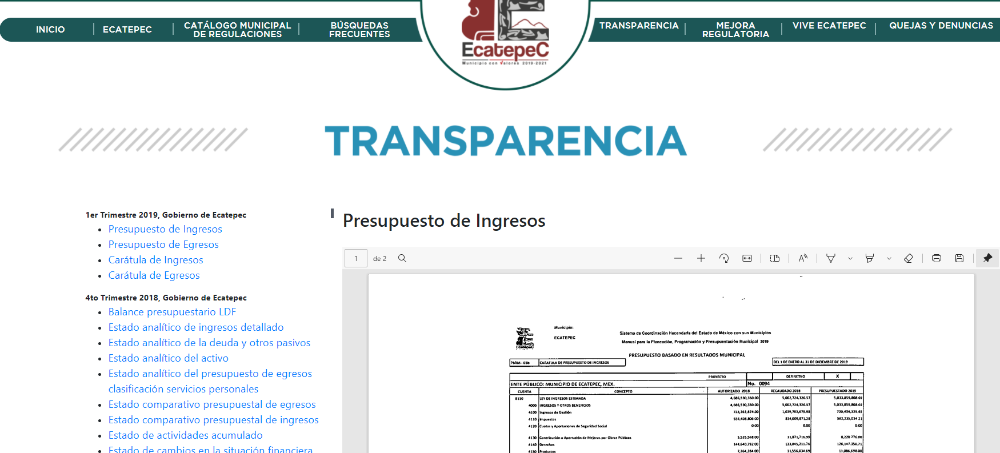 INICIO
ECATEPEC
CATÁLOGO MUNICIPAL
DE REGULACIONES
BÚSQUEDAS
FRECUENTES
EcatepeC
Municipio con Valores 2019-2021
TRANSPARENCIA
MEJORA
REGULATORIA
VIVE ECATEPEC
QUEJAS Y DENUNCIAS
TRANSPARENCIA
1er Trimestre 2019, Gobierno de Ecatepec
Presupuesto de Ingresos
Presupuesto de Egresos
Carátula de Ingresos
Carátula de Egresos
4to Trimestre 2018, Gobierno de Ecatepec
Balance presupuestario LDF
Estado analítico de ingresos detallado
Estado analítico de la deuda y otros pasivos
Estado analítico del activo
Estado analítico del presupuesto de egresos
clasificación servicios personales
Estado comparativo presupuestal de egresos
Estado comparativo presupuestal de ingresos
Estado de actividades acumulado
Estado de cambios en la situación financiera
Presupuesto de Ingresos
1 de 2
EcatepeC
Municipio:
ECATEPEC
Sistema de Coordinación Hacendaria del Estado de México con sus Municipios
Manual para la Planeación, Programación y Presupuestación Municipal 2019
PRESUPUESTO BASADO EN RESULTADOS MUNICIPAL
PbRM - 03b CARATULA DE PRESUPUESTO DE INGRESOS
DEL 1 DE ENERO AL 31 DE DICIEMBRE DE 2019
PROYECTO DEFINITIVO X
ENTE PÚBLICO: MUNICIPIO DE ECATEPEC, MEX. No. 0094
CUENTA CONCEPTO AUTORIZADO 2018 RECAUDADO 2018 PRESUPUESTADO 2019
8110 LEY DE INGRESOS ESTIMADA 4,686,530,350.00 5,002,724,326.57 5,033,859,808.02
4000 INGRESOS Y OTROS BENEFICIOS 4,686,530,350.00 5,002,724,326.57 5,033,859,808.02
4100 Ingresos de Gestión 722,763,874.00 1,039,702,679.98 720,434,325.65
4110 Impuestos 556,408,806.00 834,009,871.28 562,235,034 21
4120 Cuotas y Aportaciones de Seguridad Social 0.00 0.00 0.00
4130 Contribución o Aportación de Mejoras por Obras Públicas 5,535,568.00 11,871,716.99 8,220 776.00
4140 Derechos 144,640,792.00 133,845,211.76 126,147.350.71
4150 Productos 7,264,284.00 11,556,034.69 11,086,698.00